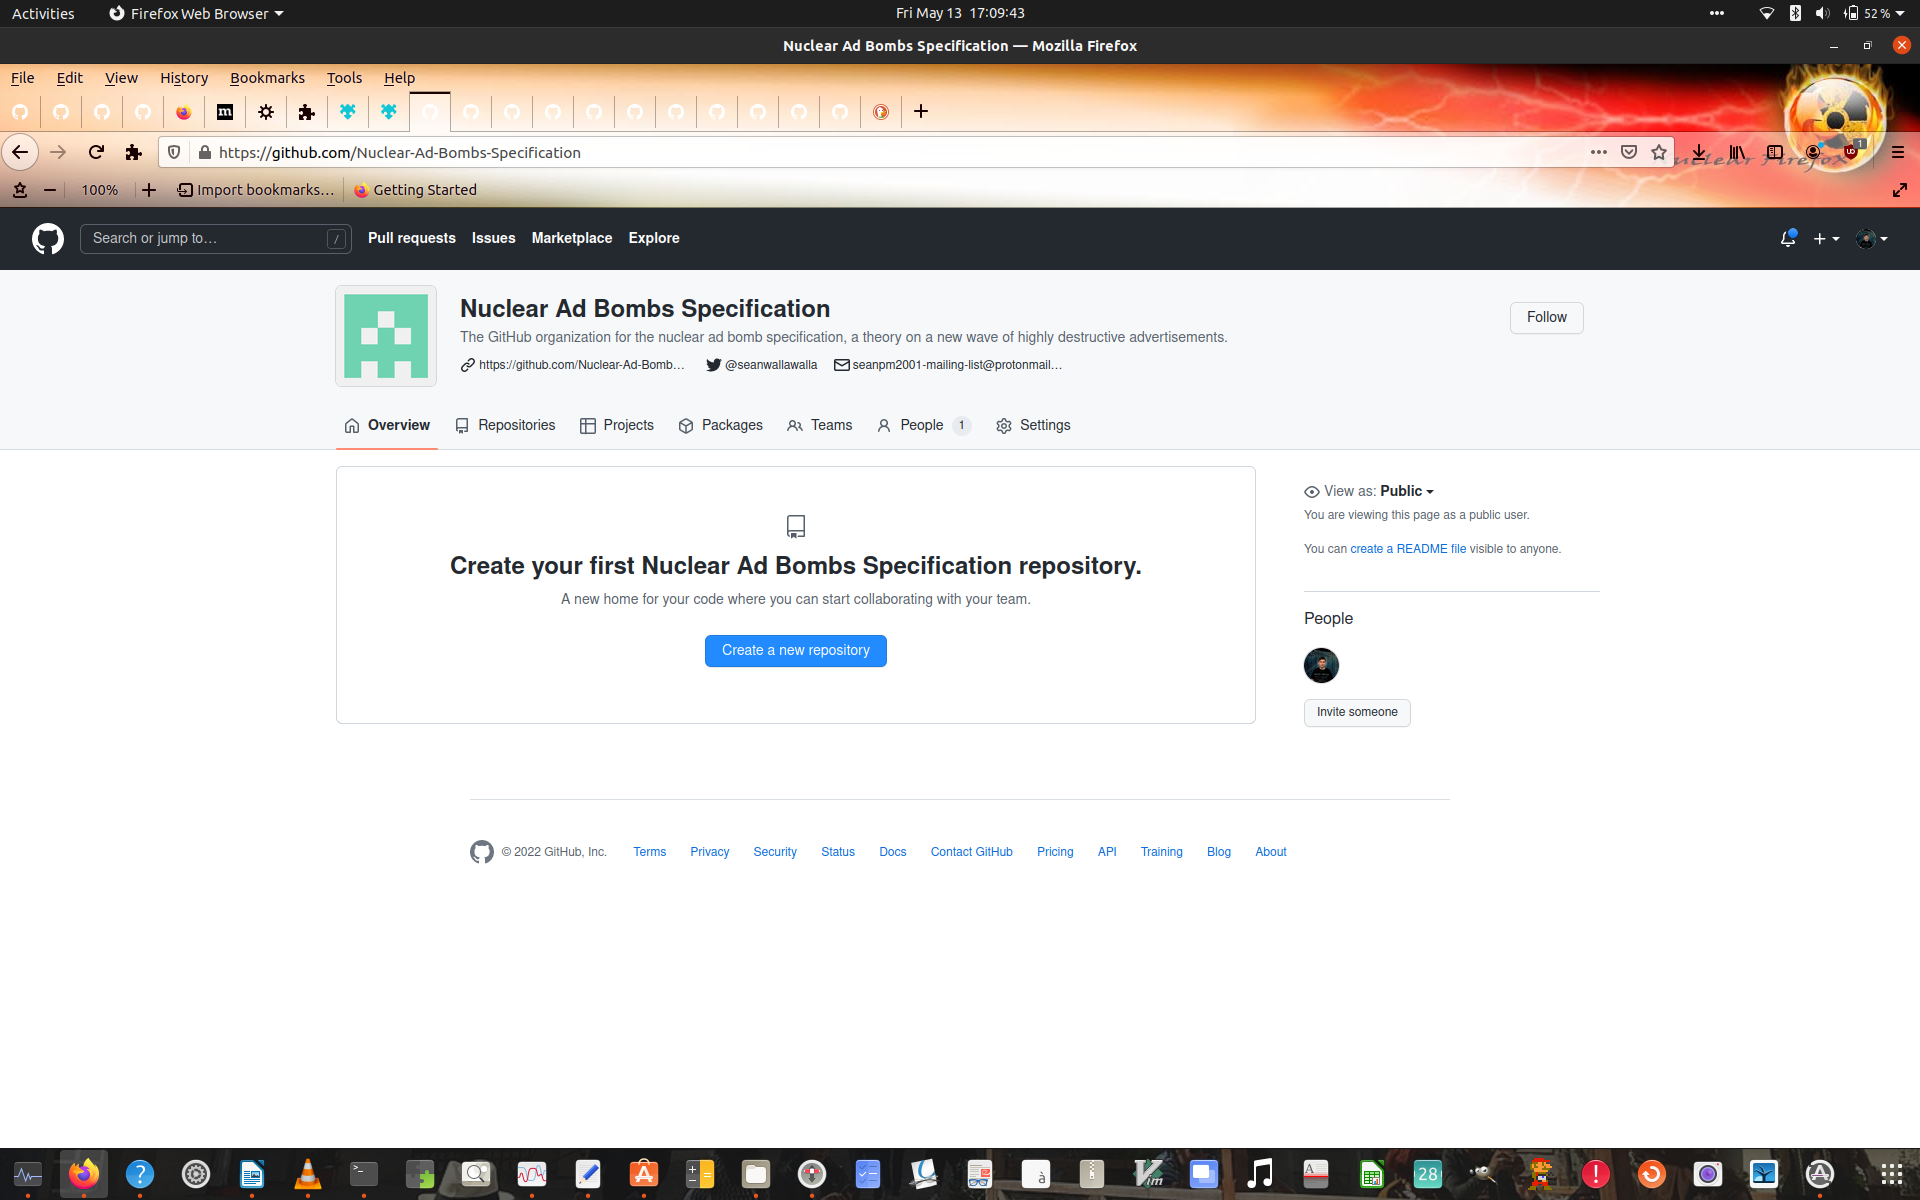 Activities
Firefox Web Browser
Fri May 13 17:09:43
52 %
Nuclear Ad Bombs Specification — Mozilla Firefox
File Edit View History Bookmarks Tools Help
https://github.com/Nuclear-Ad-Bombs-Specification
1
100%
Import bookmarks...
Getting Started
Search or jump to...
/
Pull requests Issues Marketplace Explore
Nuclear Ad Bombs Specification
Follow
The GitHub organization for the nuclear ad bomb specification, a theory on a new wave of highly destructive advertisements.
https://github.com/Nuclear-Ad-Bomb... @seanwallawalla seanpm2001-mailing-list@protonmail...
Overview Repositories Projects Packages Teams People 1 Settings
Create your first Nuclear Ad Bombs Specification repository.
A new home for your code where you can start collaborating with your team.
Create a new repository
View as: Public
You are viewing this page as a public user.
You can create a README file visible to anyone.
People
Invite someone
© 2022 GitHub, Inc. Terms Privacy Security Status Docs Contact GitHub Pricing API Training Blog About
28